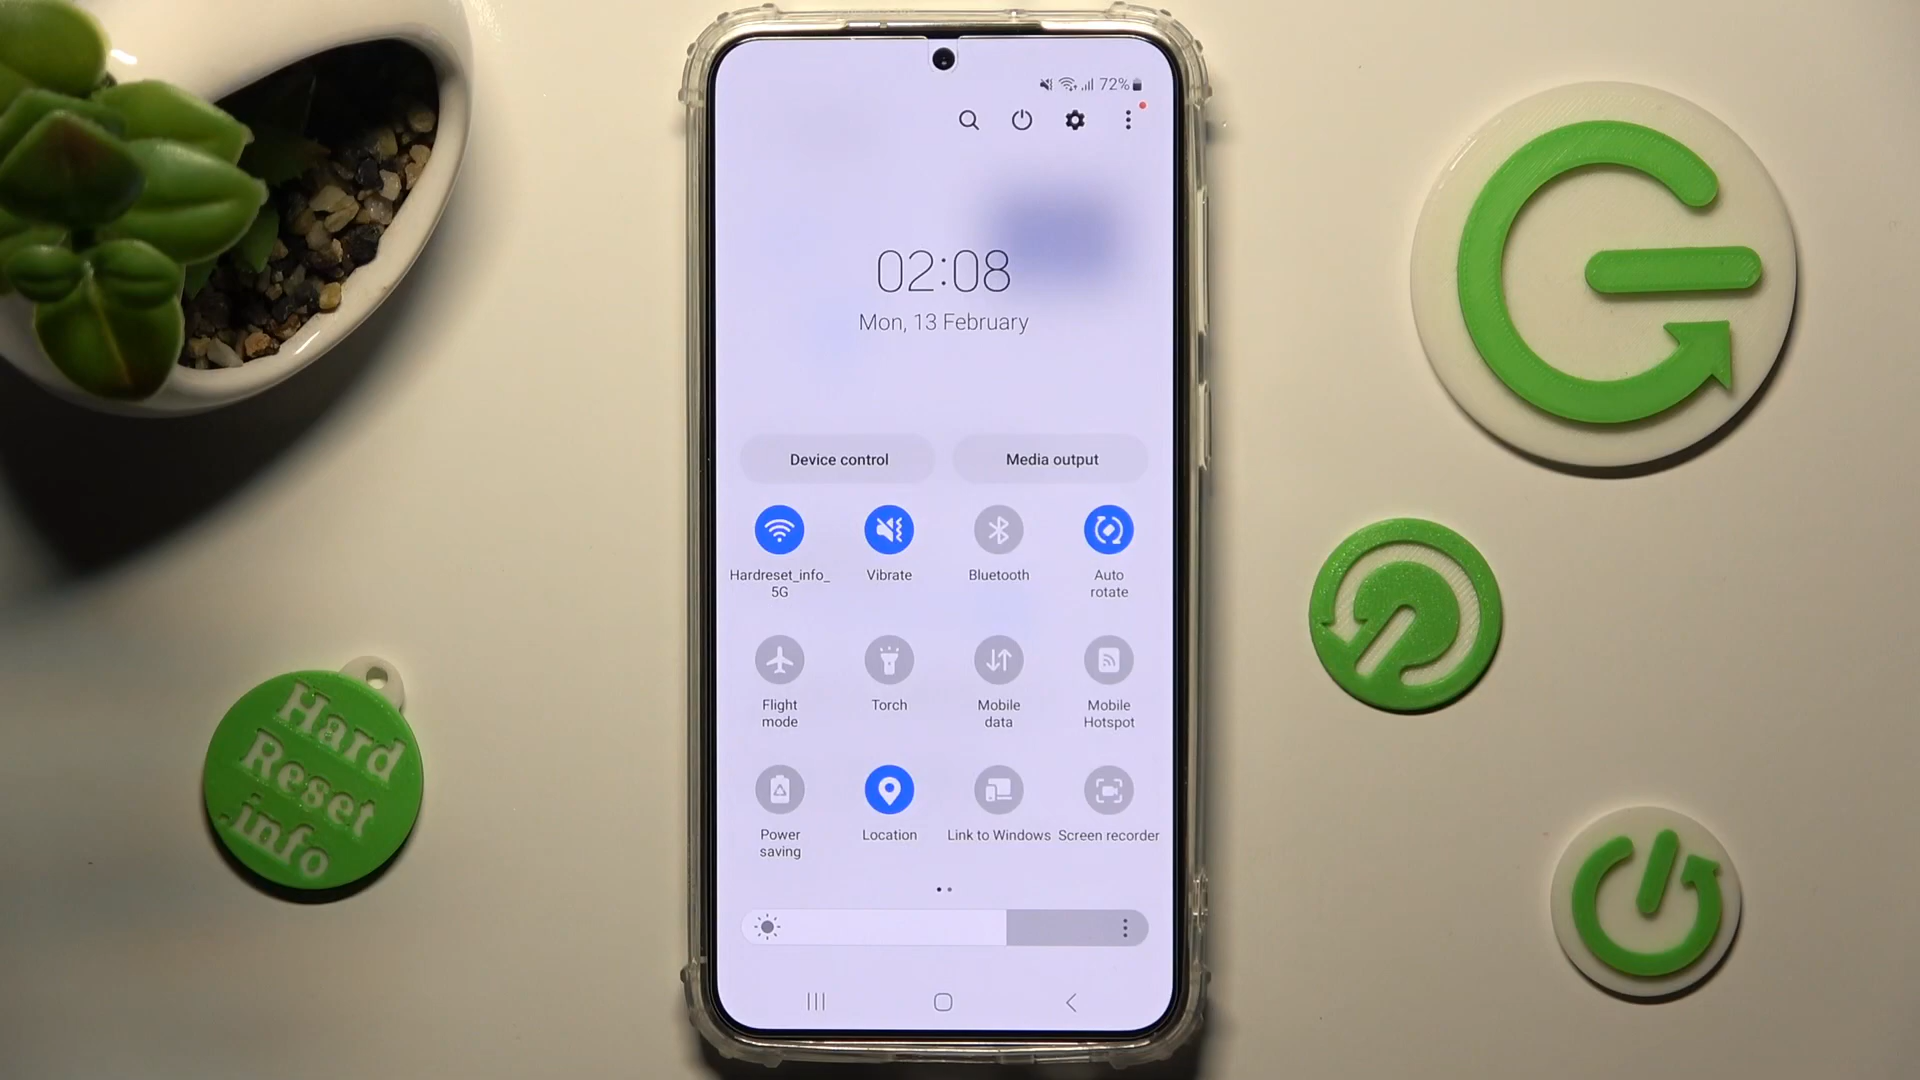 72%
02:08
Mon, 13 February
Device control Media output
Hardreset_info_
5G
Vibrate
Bluetooth
Auto
rotate
Flight
mode
Torch
Mobile
data
Mobile
Hotspot
Power
saving
Location
Link to Windows
Screen recorder
Hard
Reset
.info